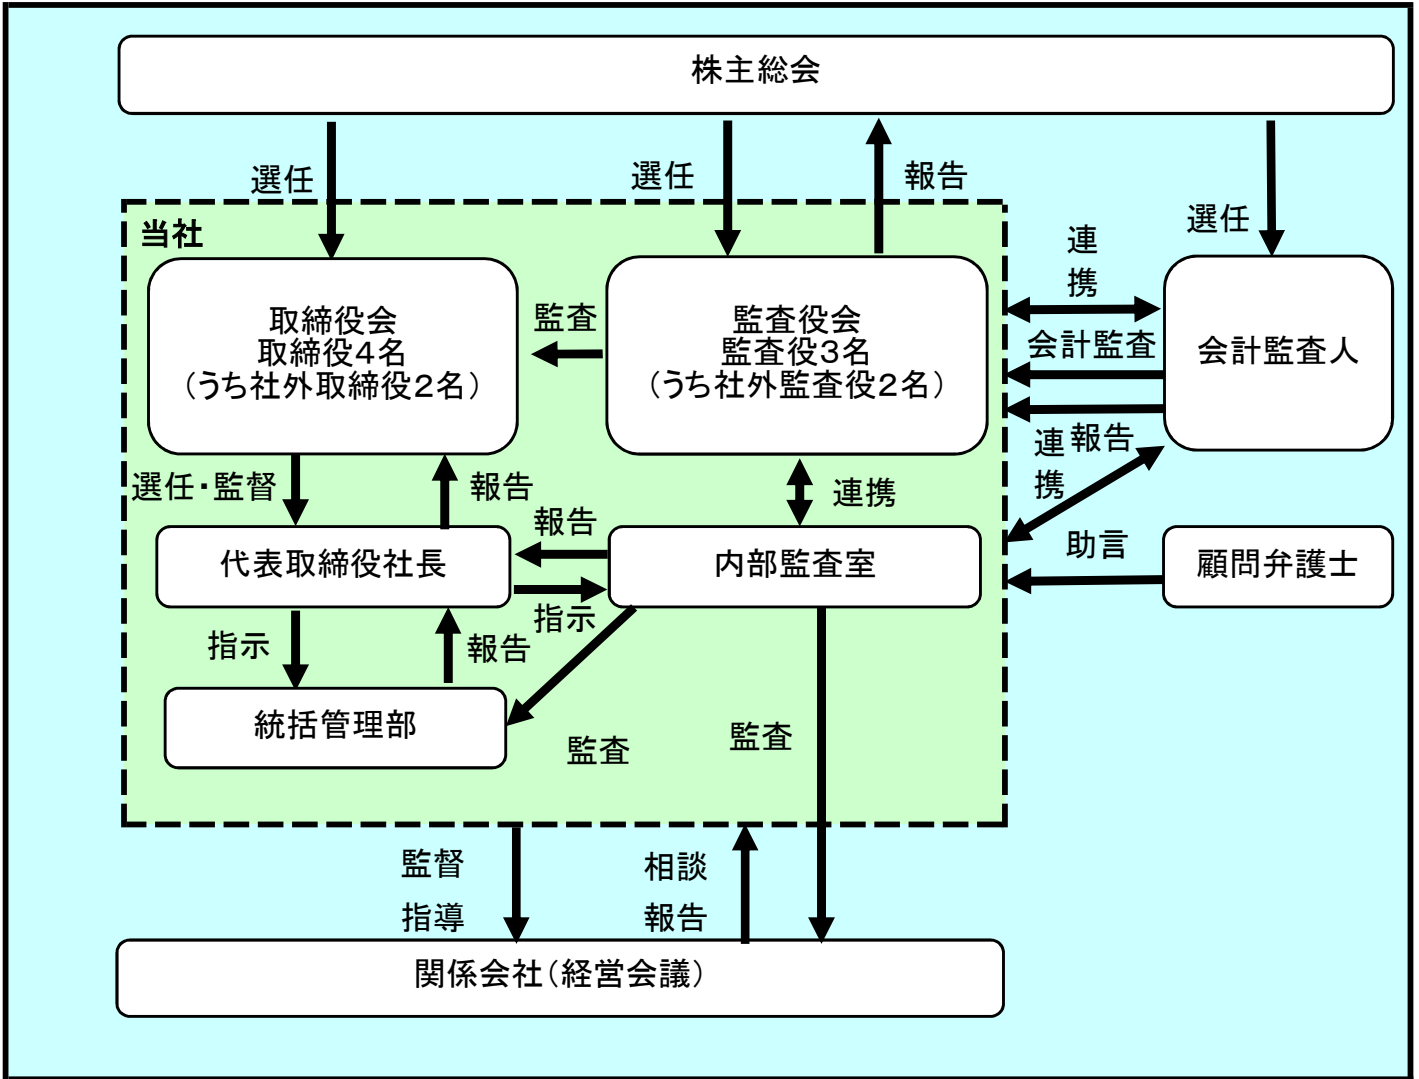 株主総会
選任
選任
報告
選任
当社
連
携
取締役会
取締役4名
（うち社外取締役2名）
監査
監査役会
監査役3名
（うち社外監査役2名）
会計監査
会計監査人
報告
連
携
選任・監督
報告
連携
報告
代表取締役社長
内部監査室
助言
顧問弁護士
指示
指示
報告
統括管理部
監査
監査
監督
指導
相談
報告
関係会社（経営会議）